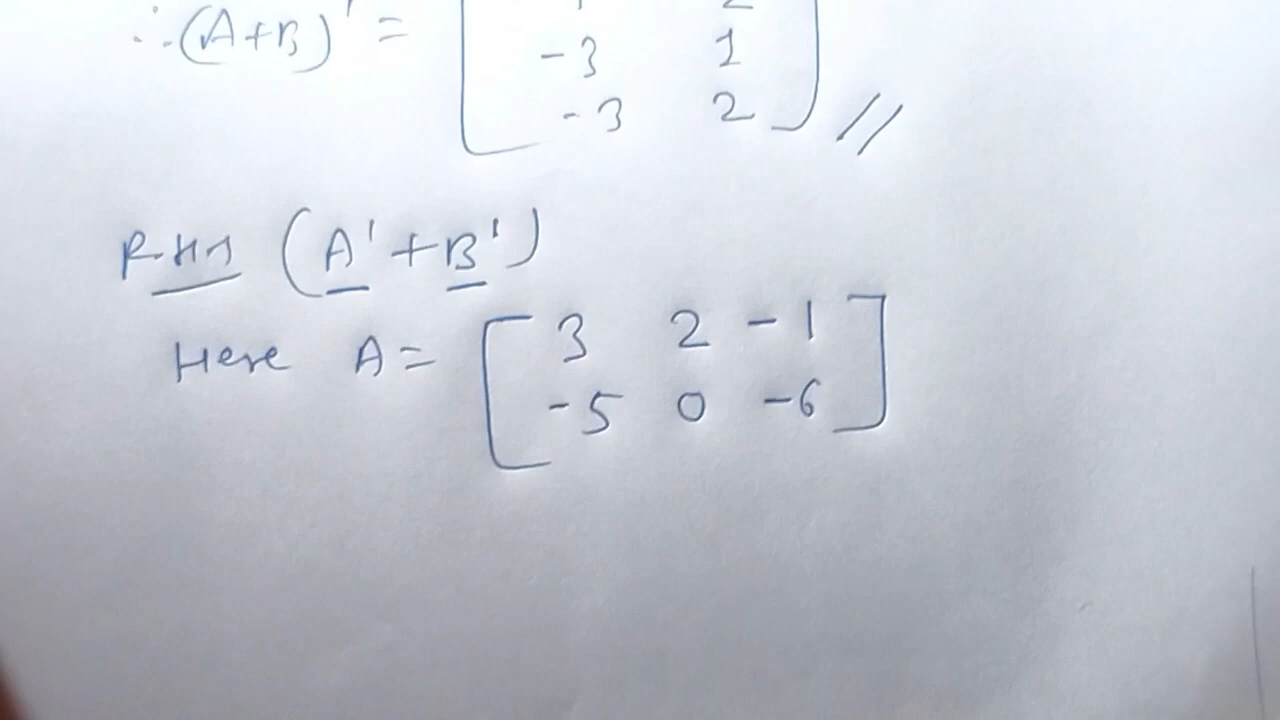 ∴(A+B)' =
-3 1
-3 2 //
R.H.S (A'+B')
Here A= [ 3 2 -1
-5 0 -6 ]